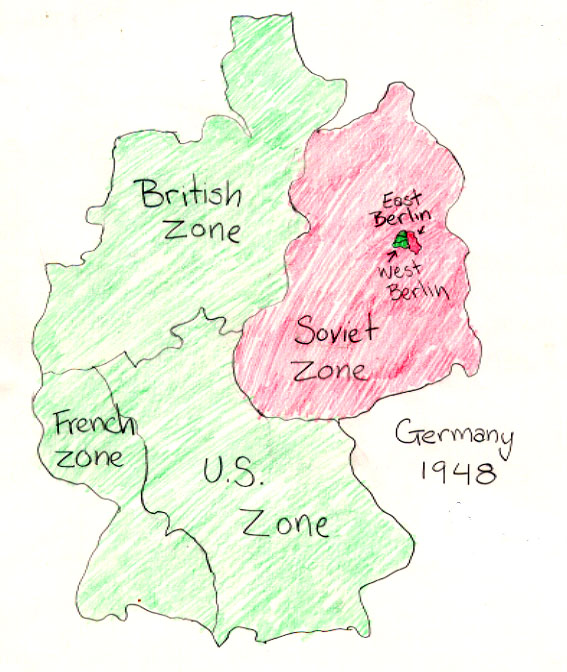 British
Zone
East
Berlin
West
Berlin
Soviet
Zone
French
Zone
U.S.
Zone
Germany
1948